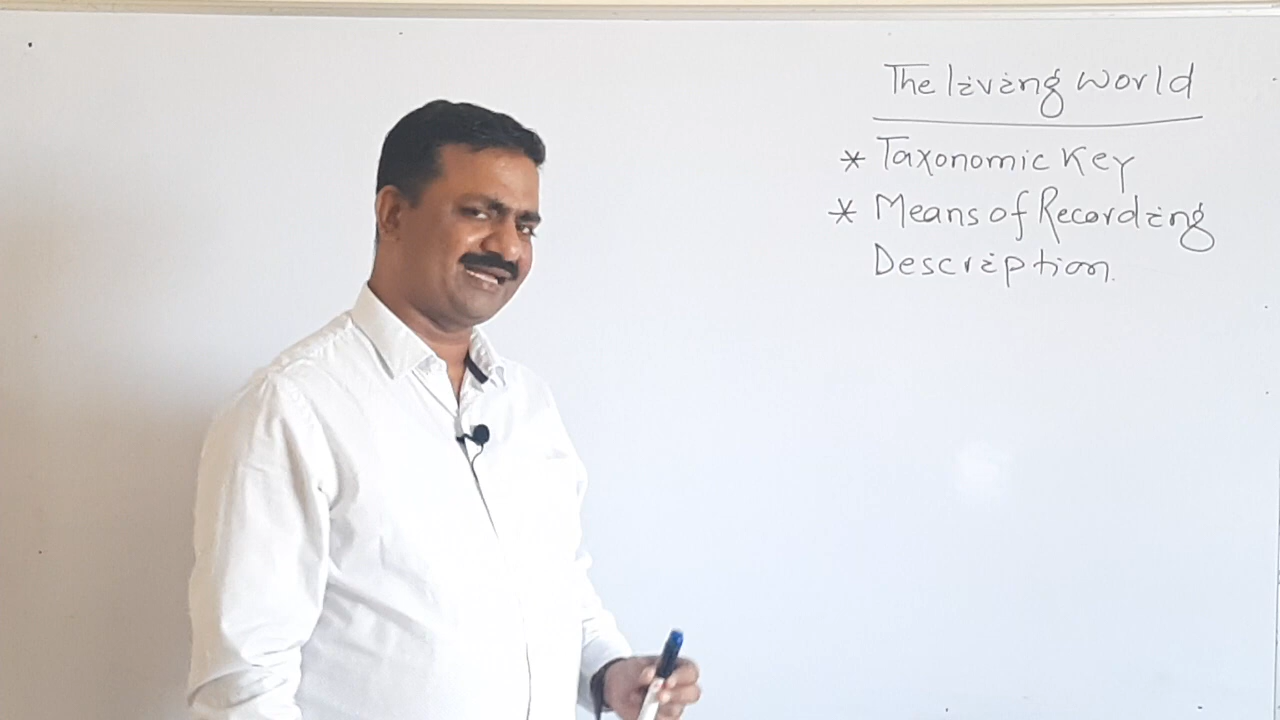 The living world
* Taxonomic Key
* Means of Recording
Description.